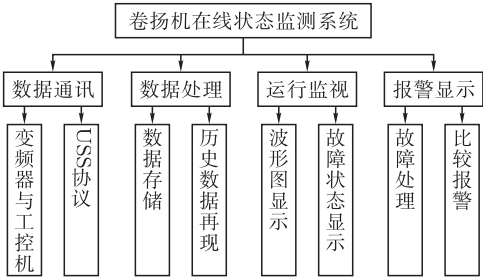 卷扬机在线状态监测系统
数据通讯
数据处理
运行监视
报警显示
变频器与工控机
USS协议
数据存储
历史数据再现
波形图显示
故障状态显示
故障处理
比较报警